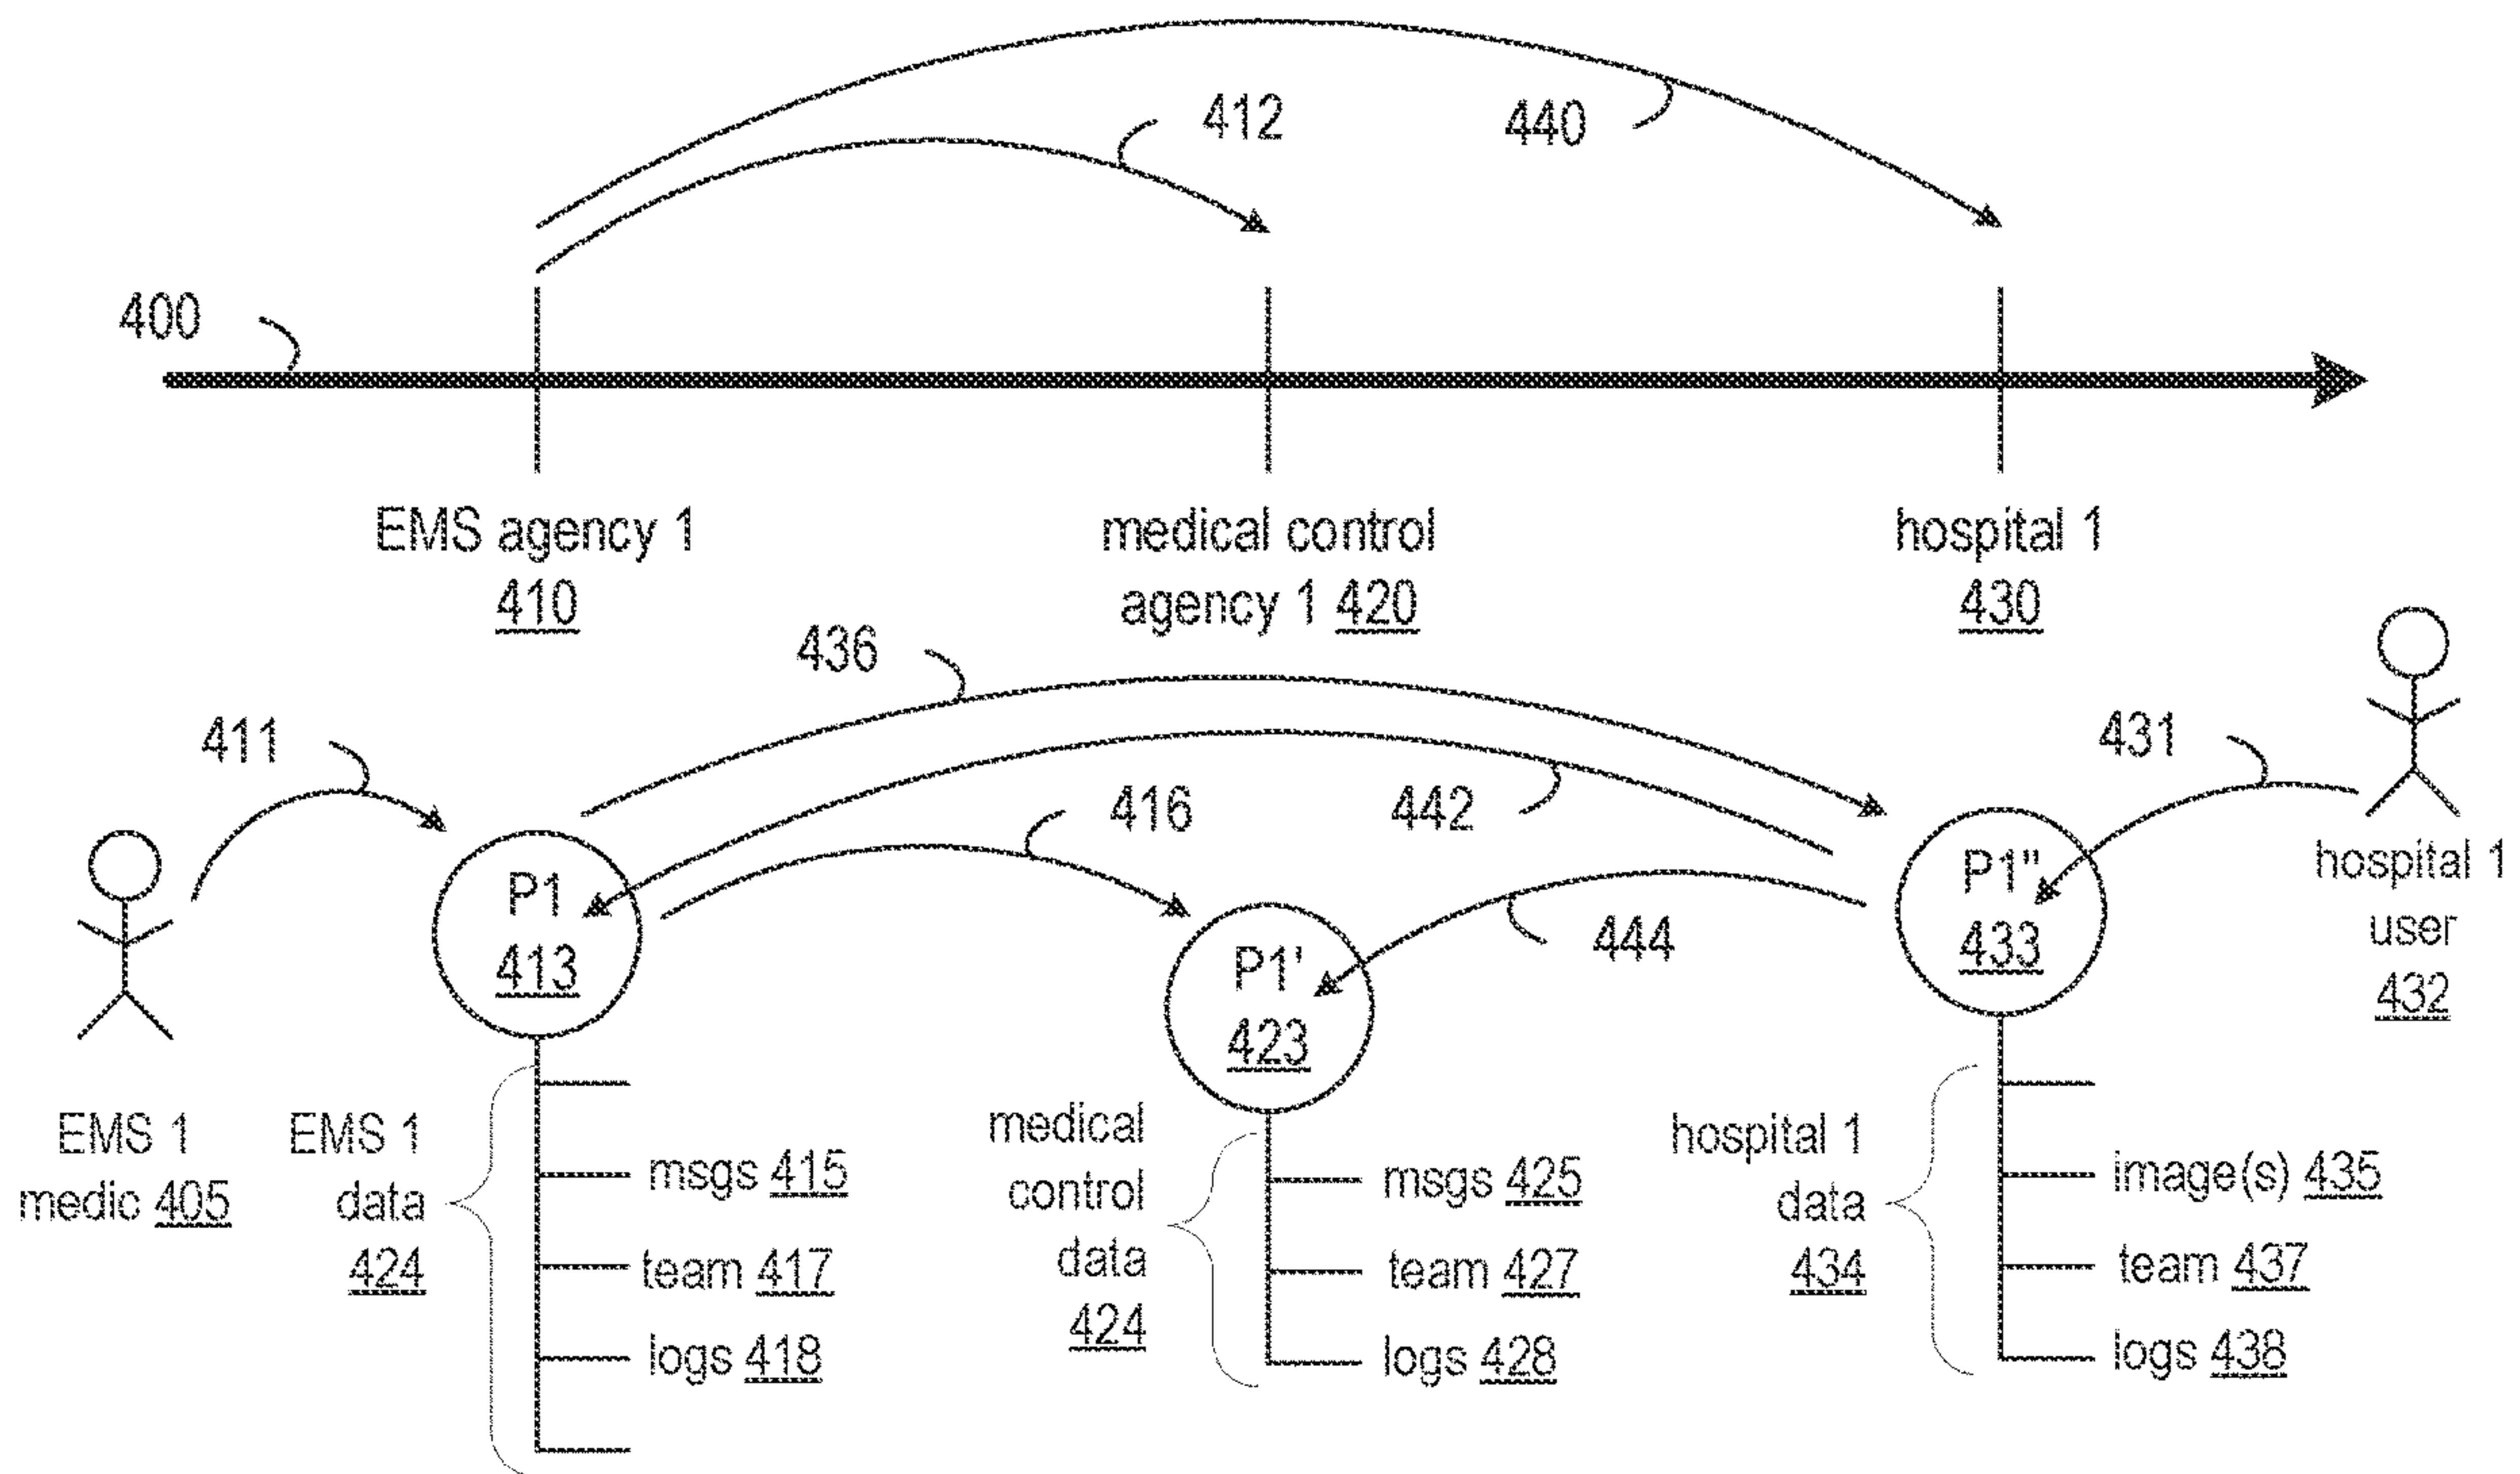 412
440
400
EMS agency 1
410
medical control
agency 1 420
hospital 1
430
436
411
431
416
442
P1
413
P1'
423
444
P1"
433
hospital 1
user
432
EMS 1
medic 405
EMS 1
data
424
msgs 415
team 417
logs 418
medical
control
data
424
msgs 425
team 427
logs 428
hospital 1
data
434
image(s) 435
team 437
logs 438